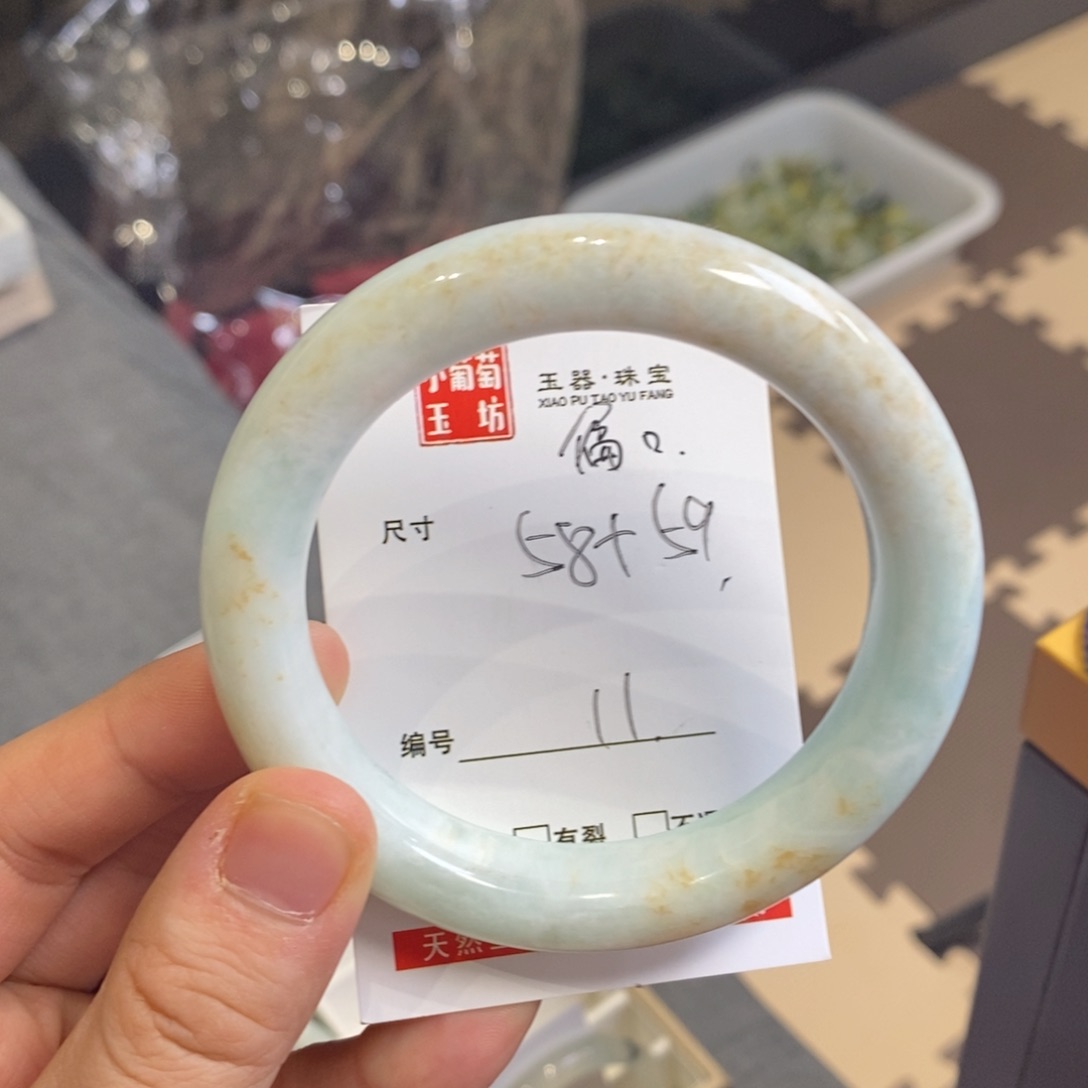 小葡萄
玉坊
玉器·珠宝
XIAO PU TAO YU FANG
偏口.
尺寸 58+59,
编号 11.
□有裂 □不
天然